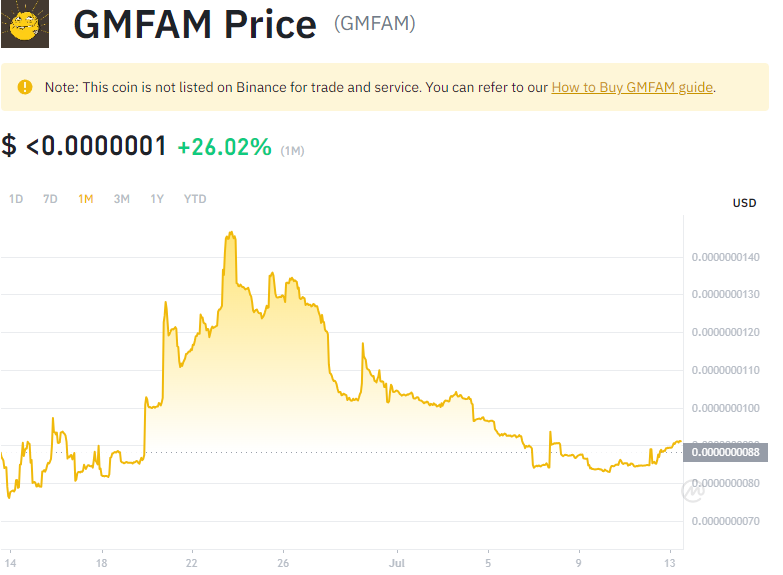 GMFAM Price (GMFAM)
Note: This coin is not listed on Binance for trade and service. You can refer to our How to Buy GMFAM guide.
$ <0.0000001 +26.02% (1M)
1D 7D 1M 3M 1Y YTD
USD
0.0000000140
0.0000000130
0.0000000120
0.0000000110
0.0000000100
0.0000000088
0.0000000080
0.0000000070
14 18 22 26 Jul 5 9 13